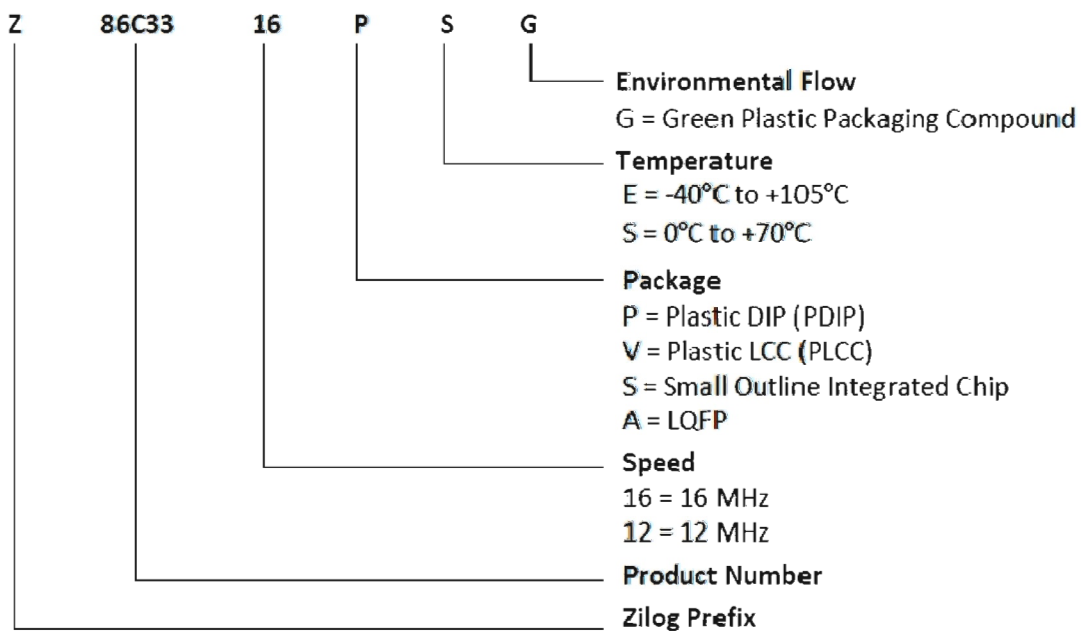 Z 86C33 16 P S G
Environmental Flow
G = Green Plastic Packaging Compound
Temperature
E = -40°C to +105°C
S = 0°C to +70°C
Package
P = Plastic DIP (PDIP)
V = Plastic LCC (PLCC)
S = Small Outline Integrated Chip
A = LQFP
Speed
16 = 16 MHz
12 = 12 MHz
Product Number
Zilog Prefix